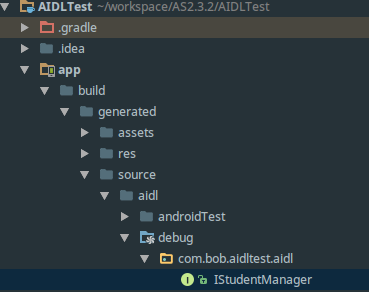 AIDLTest ~/workspace/AS2.3.2/AIDLTest
.gradle
.idea
app
build
generated
assets
res
source
aidl
androidTest
debug
com.bob.aidltest.aidl
I IStudentManager